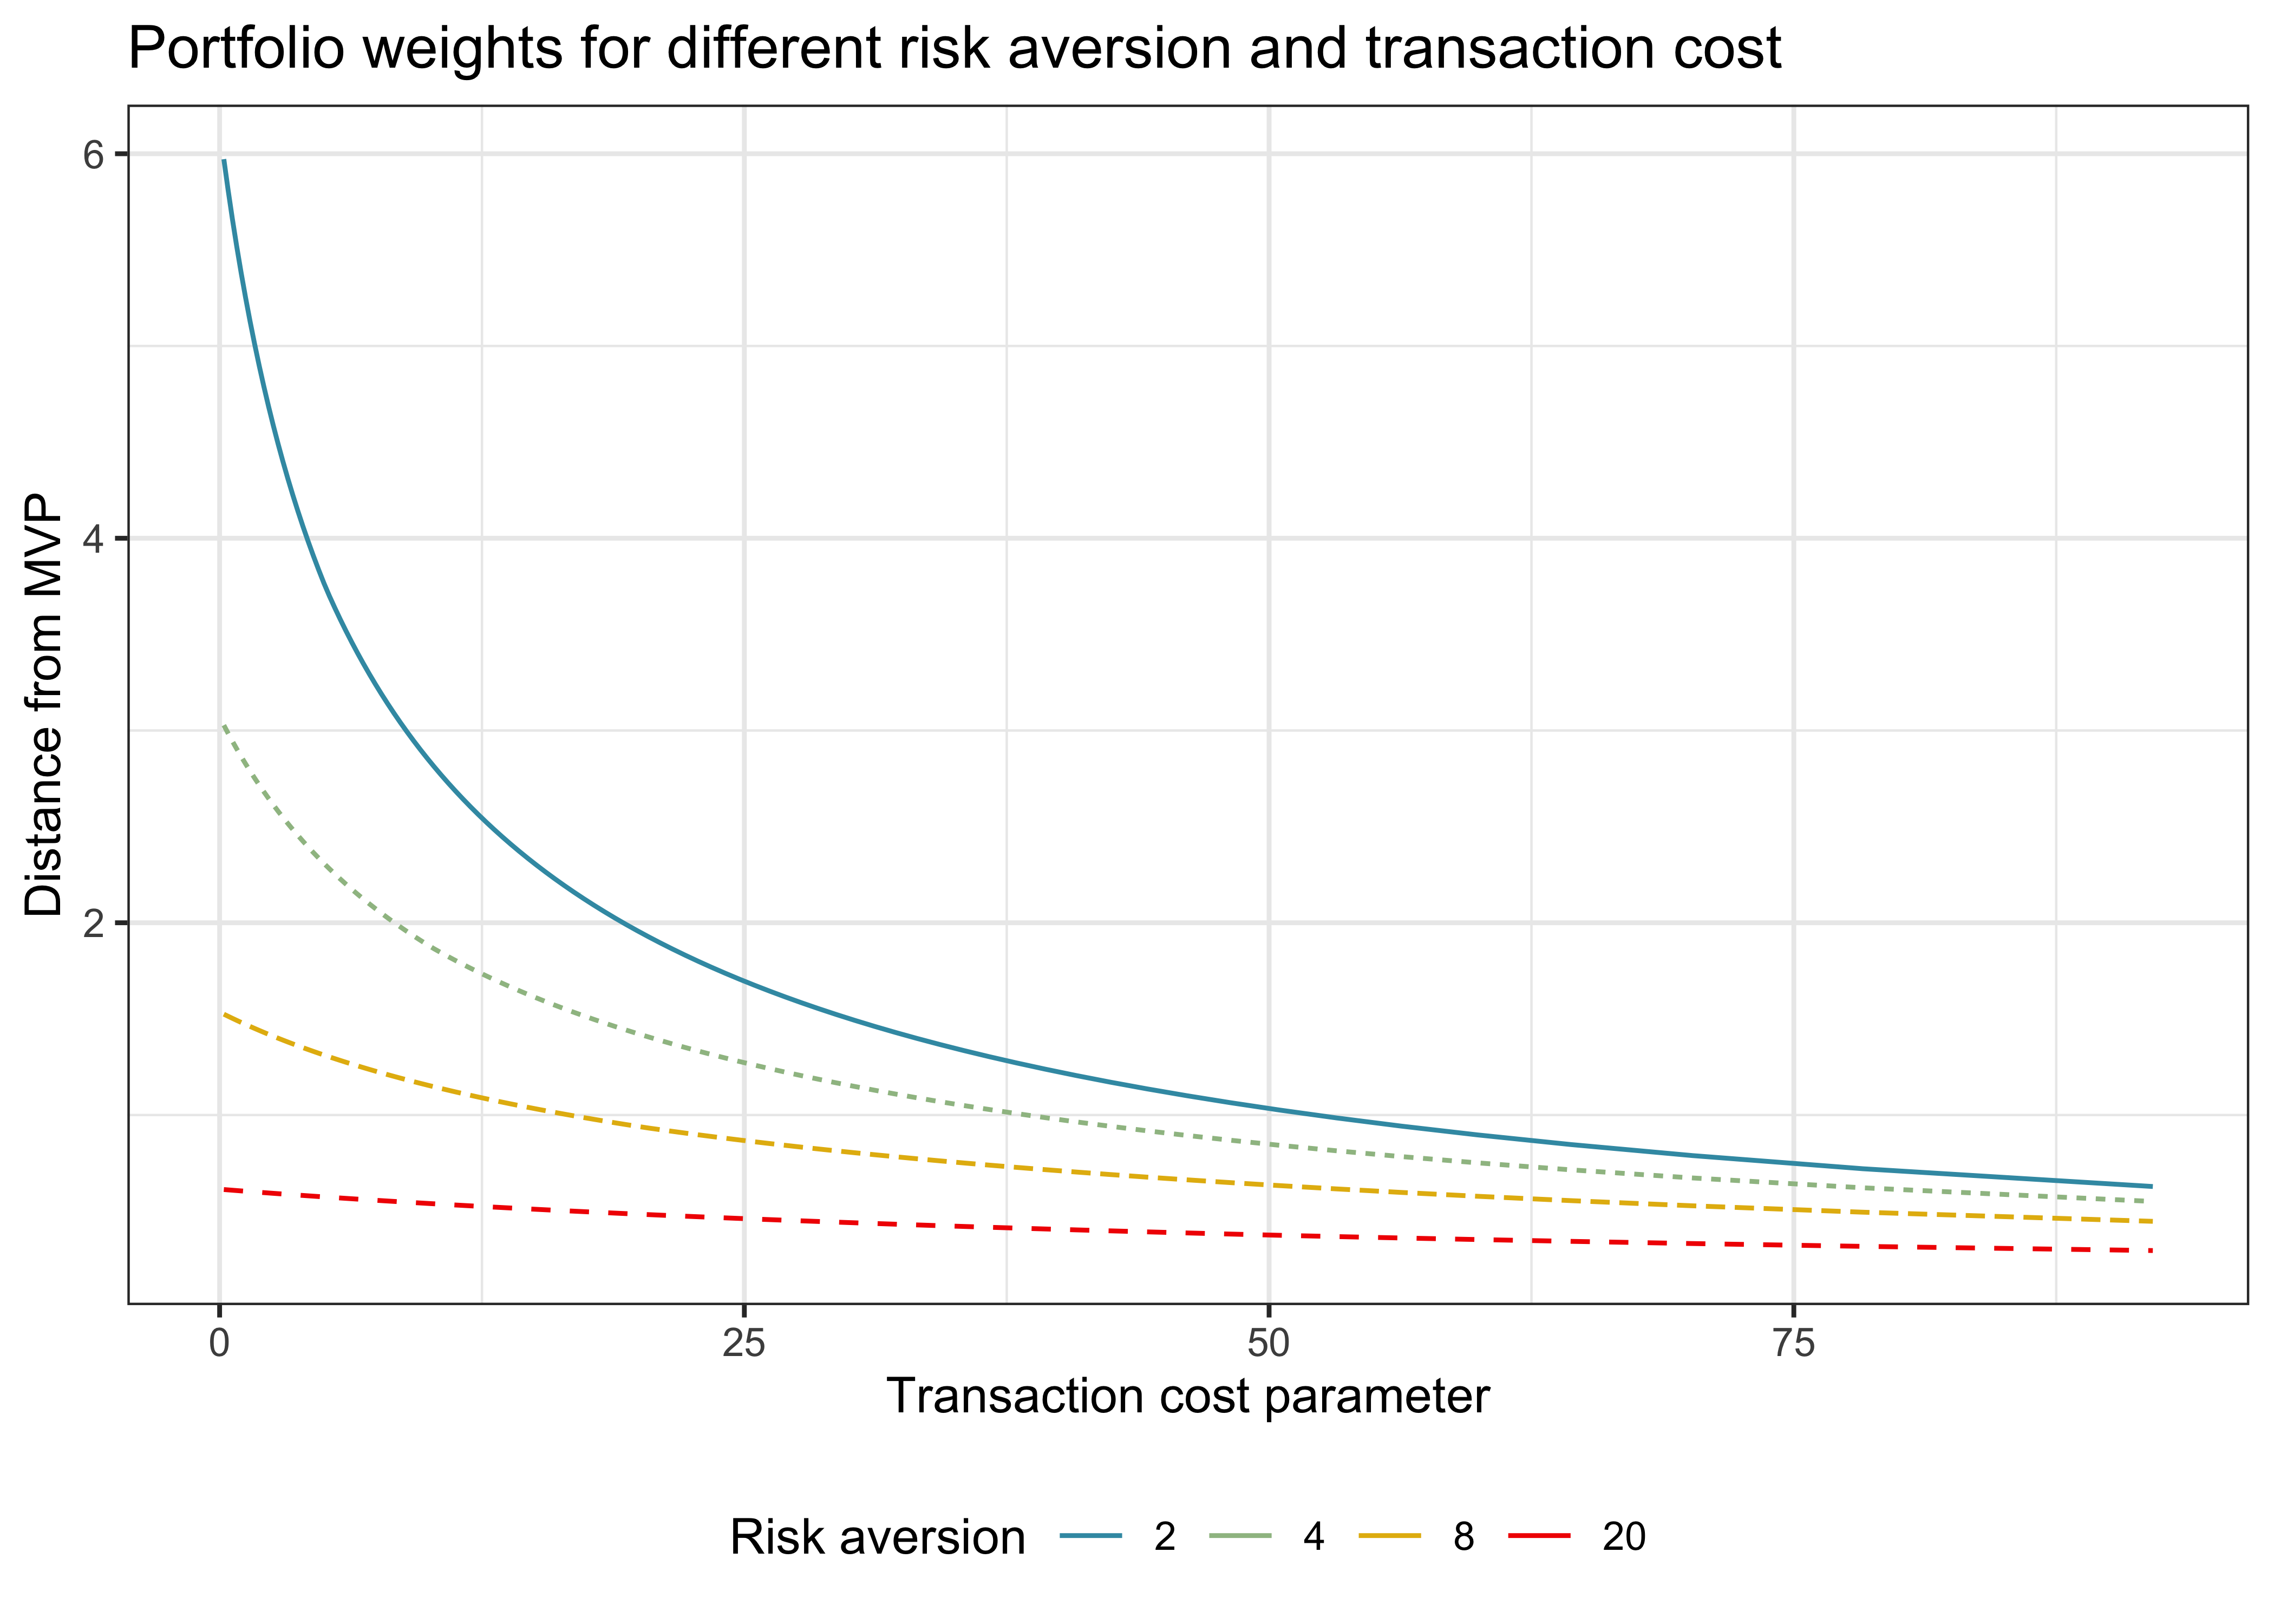 Portfolio weights for different risk aversion and transaction cost
Distance from MVP
6
4
2
0 25 50 75
Transaction cost parameter
Risk aversion 2 4 8 20